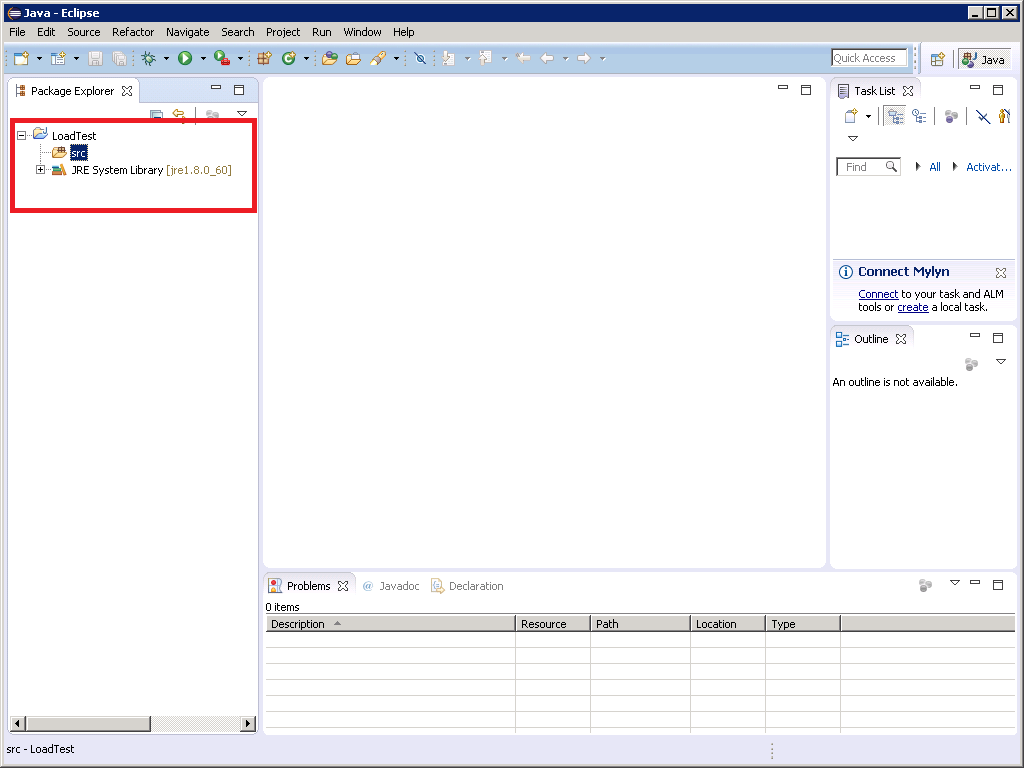 Java - Eclipse
File Edit Source Refactor Navigate Search Project Run Window Help
Quick Access
Java
Package Explorer
LoadTest
src
JRE System Library [jre1.8.0_60]
Task List
Find
All
Activat...
Connect Mylyn
Connect to your task and ALM
tools or create a local task.
Outline
An outline is not available.
Problems @ Javadoc Declaration
0 items
Description Resource Path Location Type
src - LoadTest